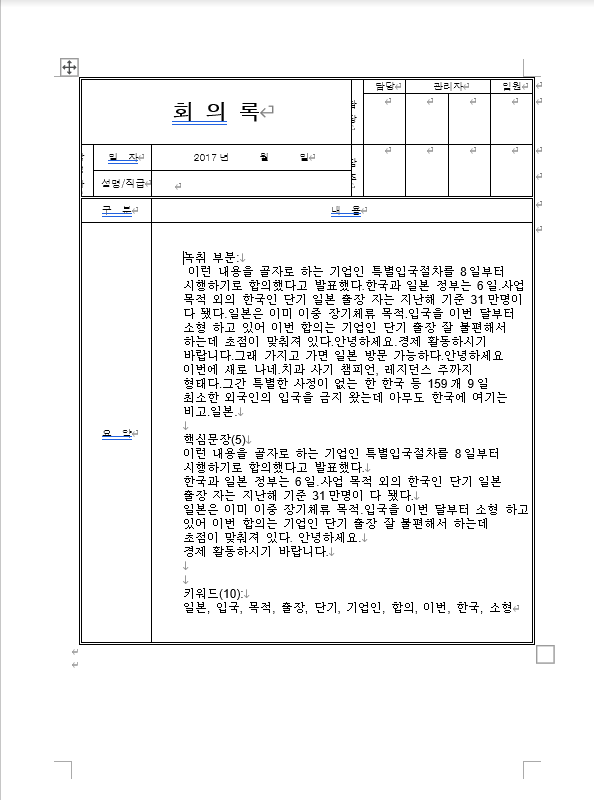 회 의 록
담당 관리자 임원
일 자 2017년 월 일
설명/직급
구 분 내 용
요 약
녹취 부분:
이런 내용을 골자로 하는 기업인 특별입국절차를 8일부터
시행하기로 합의했다고 발표했다.한국과 일본 정부는 6일.사업
목적 외의 한국인 단기 일본 출장 자는 지난해 기준 31만명이
다 됐다.일본은 이미 이중 장기체류 목적.입국을 이번 달부터
소형 하고 있어 이번 합의는 기업인 단기 출장 잘 불편해서
하는데 초점이 맞춰져 있다.안녕하세요.경제 활동하시기
바랍니다.그래 가지고 가면 일본 방문 가능하다.안녕하세요
이번에 새로 나네.치과 사기 챔피언, 레지던스 주까지
형태다.그간 특별한 사정이 없는 한 한국 등 159개 9일
최소한 외국인의 입국을 금지 왔는데 아무도 한국에 여기는
비고.일본.
핵심문장(5)
이런 내용을 골자로 하는 기업인 특별입국절차를 8일부터
시행하기로 합의했다고 발표했다.
한국과 일본 정부는 6일.사업 목적 외의 한국인 단기 일본
출장 자는 지난해 기준 31만명이 다 됐다.
일본은 이미 이중 장기체류 목적.입국을 이번 달부터 소형 하고
있어 이번 합의는 기업인 단기 출장 잘 불편해서 하는데
초점이 맞춰져 있다. 안녕하세요.
경제 활동하시기 바랍니다.
키워드(10):
일본, 입국, 목적, 출장, 단기, 기업인, 합의, 이번, 한국, 소형